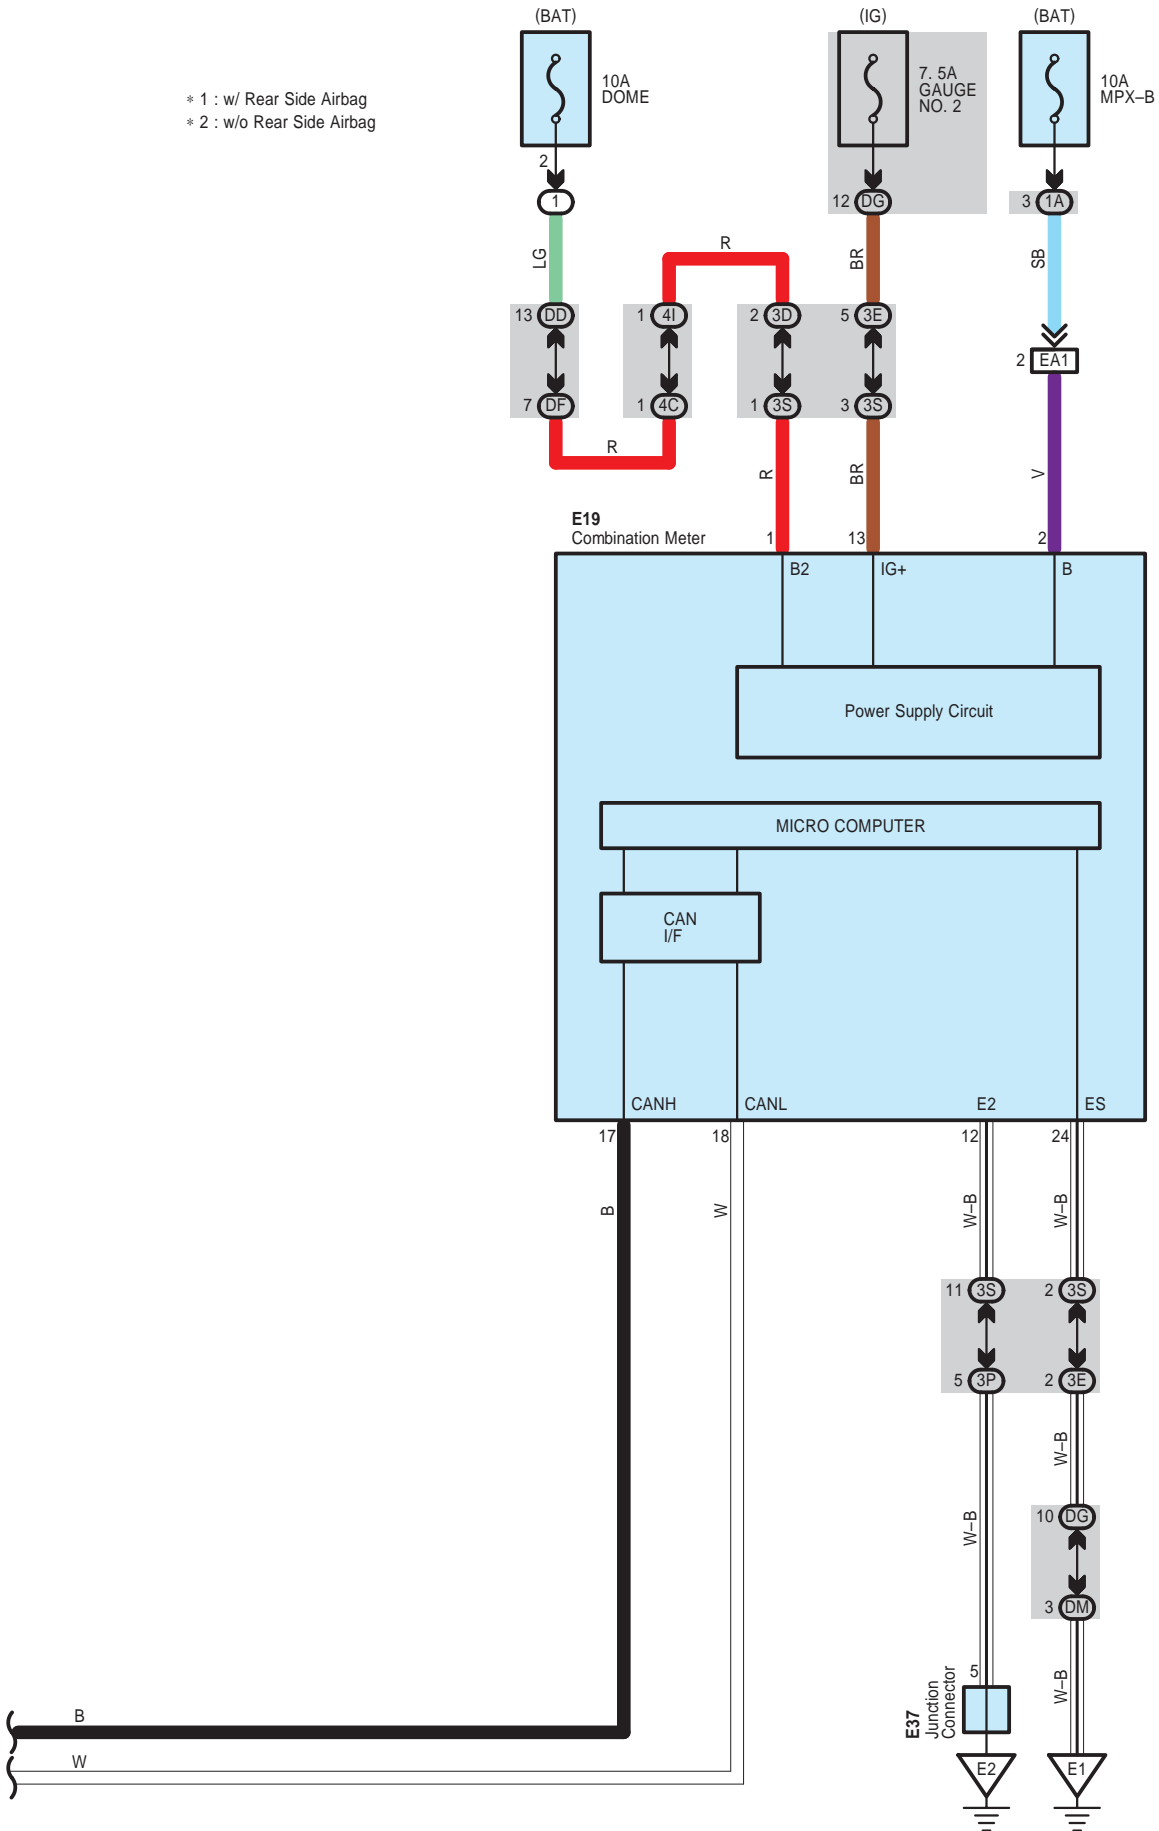 (BAT)
(IG)
(BAT)
10A
DOME
7. 5A
GAUGE
NO. 2
10A
MPX–B
* 1 : w/ Rear Side Airbag
* 2 : w/o Rear Side Airbag
2
1
12 DG
3 1A
LG
R
BR
SB
13 DD
1 4I
2 3D
5 3E
2 EA1
7 DF
1 4C
1 3S
3 3S
R
R
BR
V
E19
Combination Meter
1
13
2
B2
IG+
B
Power Supply Circuit
MICRO COMPUTER
CAN
I/F
CANH
CANL
E2
ES
17
18
12
24
B
W
W–B
W–B
11 3S
2 3S
5 3P
2 3E
W–B
W–B
10 DG
3 DM
5
W–B
E37
Junction
Connector
B
W
E2
E1